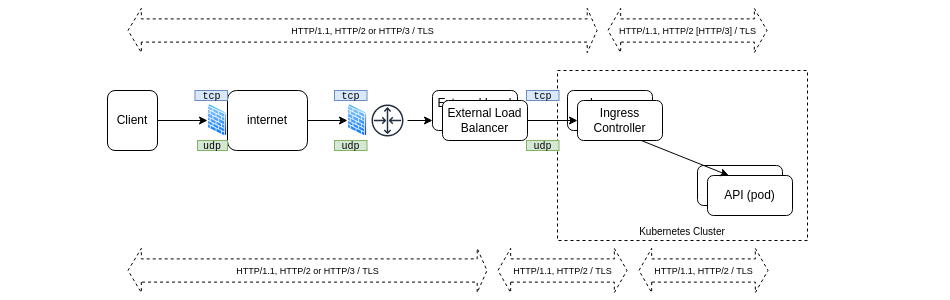 HTTP/1.1, HTTP/2 or HTTP/3 / TLS
HTTP/1.1, HTTP/2 [HTTP/3] / TLS
tcp
tcp
tcp
Client
internet
External Load
Balancer
Ingress
Controller
udp
udp
udp
API (pod)
Kubernetes Cluster
HTTP/1.1, HTTP/2 or HTTP/3 / TLS
HTTP/1.1, HTTP/2 / TLS
HTTP/1.1, HTTP/2 / TLS